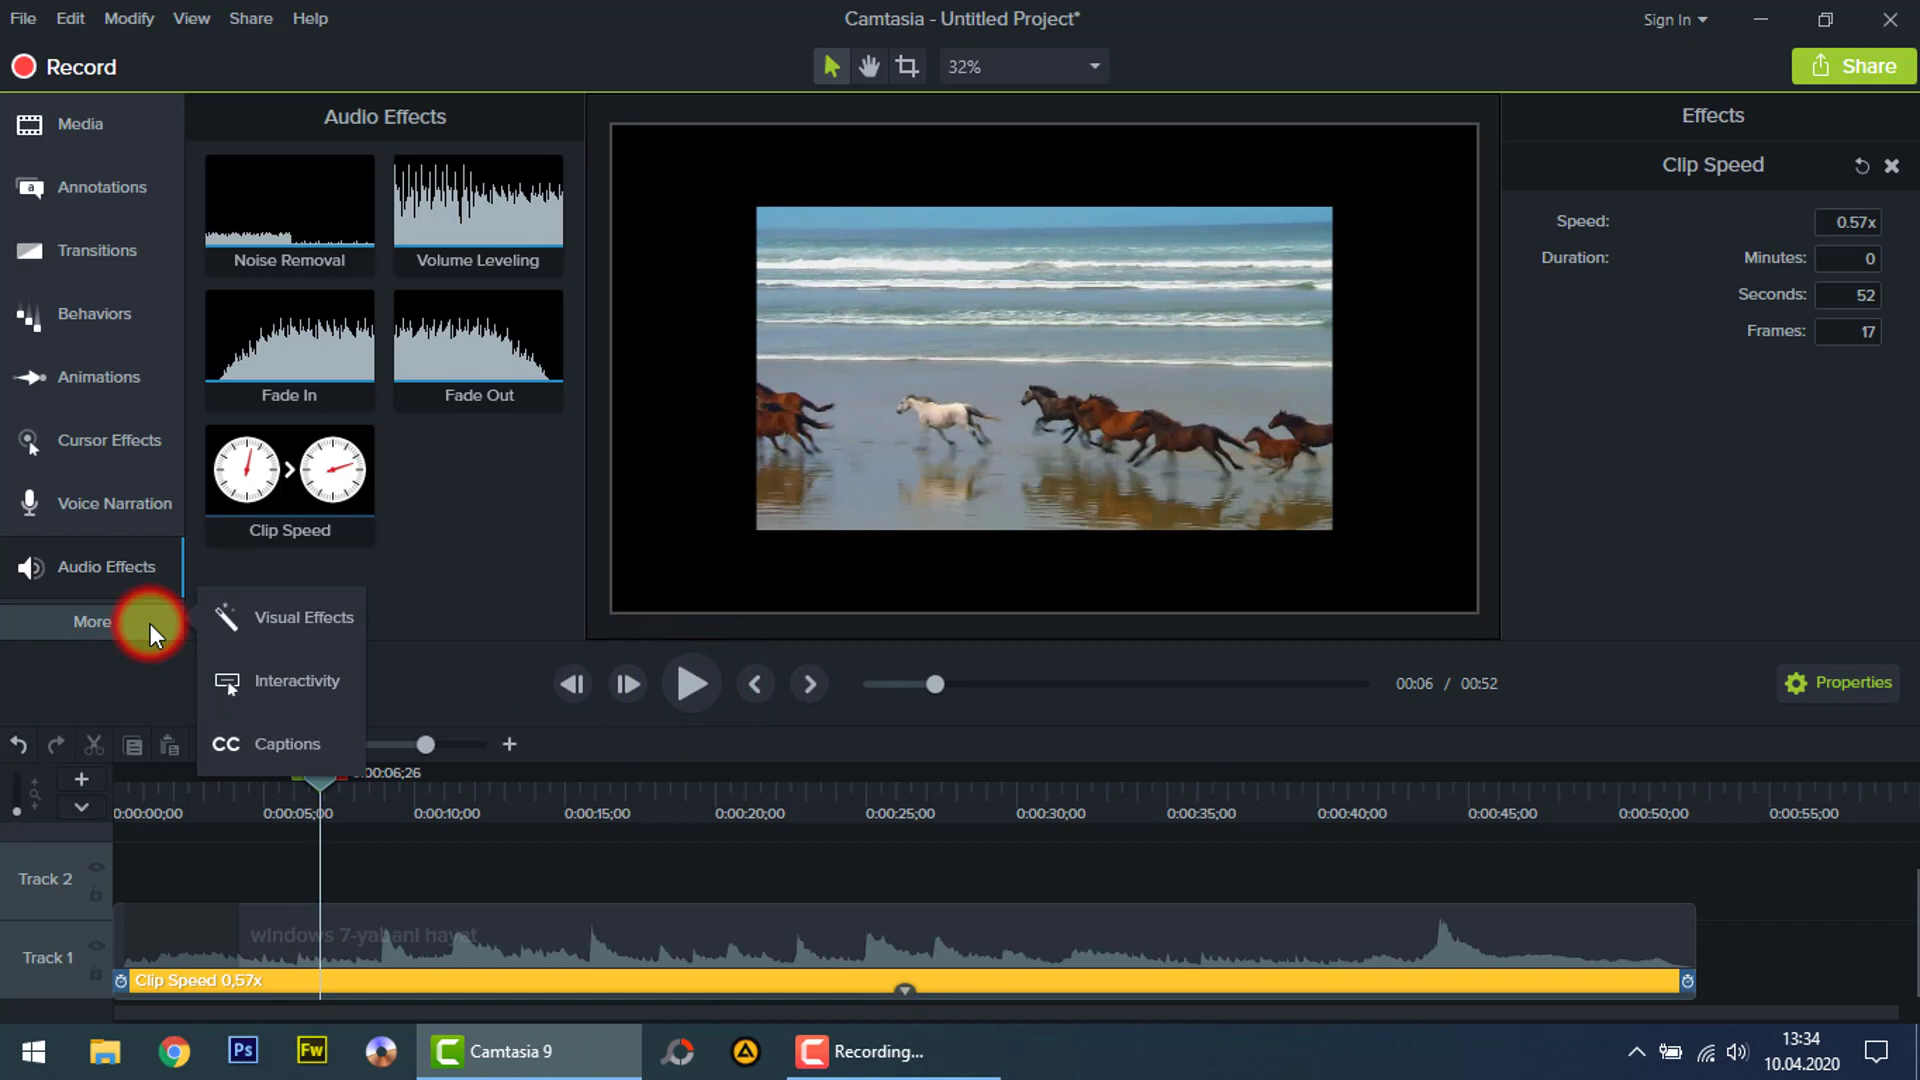 File Edit Modify View Share Help
Camtasia - Untitled Project*
Sign In
Record
32%
Share
Media
Annotations
Transitions
Behaviors
Animations
Cursor Effects
Voice Narration
Audio Effects
More
Audio Effects
Noise Removal
Volume Leveling
Fade In
Fade Out
Clip Speed
Visual Effects
Interactivity
CC Captions
Effects
Clip Speed
Speed: 0.57x
Duration: Minutes: 0
Seconds: 52
Frames: 17
00:06 / 00:52
Properties
0:00:06;26
0:00:00;00 0:00:05;00 0:00:10;00 0:00:15;00 0:00:20;00 0:00:25;00 0:00:30;00 0:00:35;00 0:00:40;00 0:00:45;00 0:00:50;00 0:00:55;00
Track 2
windows 7-yabani hayat
Track 1
Clip Speed 0,57x
Ps
Fw
Camtasia 9
Recording...
13:34
10.04.2020